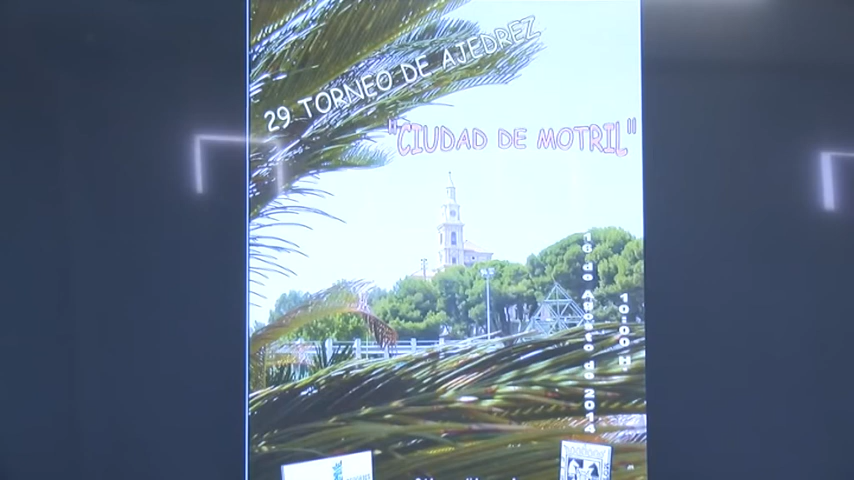 29 TORNEO DE AJEDREZ
"CIUDAD DE MOTRIL"
16 de Agosto de 2014
10:00 H.